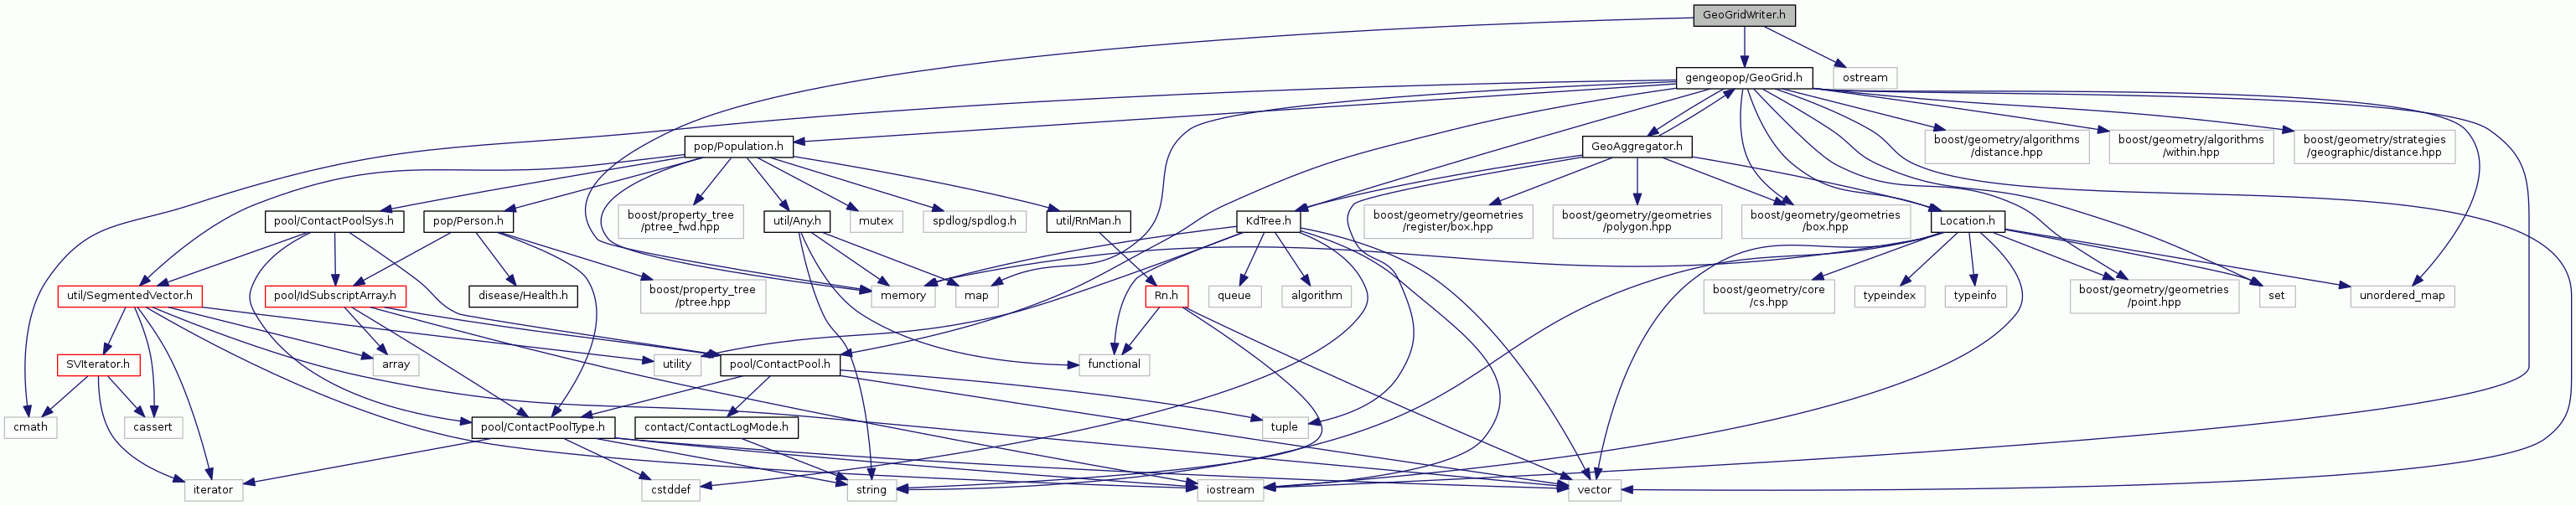 GeoGridWriter.h
gengeopop/GeoGrid.h
ostream
pop/Population.h
GeoAggregator.h
boost/geometry/algorithms
/distance.hpp
boost/geometry/algorithms
/within.hpp
boost/geometry/strategies
/geographic/distance.hpp
pool/ContactPoolSys.h
pop/Person.h
boost/property_tree
/ptree_fwd.hpp
util/Any.h
mutex
spdlog/spdlog.h
util/RnMan.h
KdTree.h
boost/geometry/geometries
/register/box.hpp
boost/geometry/geometries
/polygon.hpp
boost/geometry/geometries
/box.hpp
Location.h
util/SegmentedVector.h
pool/IdSubscriptArray.h
disease/Health.h
boost/property_tree
/ptree.hpp
memory
map
Rn.h
queue
algorithm
boost/geometry/core
/cs.hpp
typeindex
typeinfo
boost/geometry/geometries
/point.hpp
set
unordered_map
SVIterator.h
array
utility
pool/ContactPool.h
functional
cmath
cassert
pool/ContactPoolType.h
contact/ContactLogMode.h
tuple
iterator
cstddef
string
iostream
vector